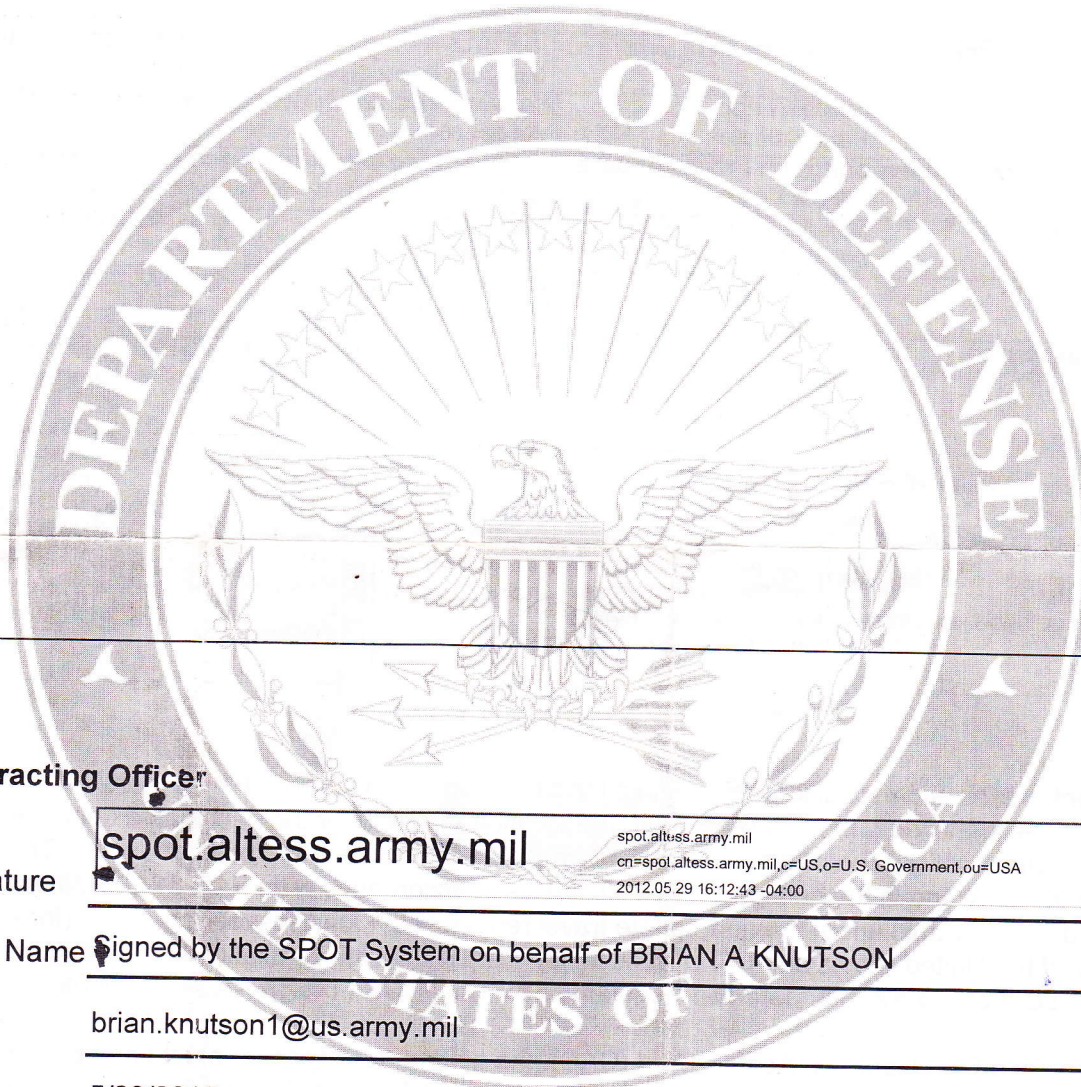 DEPARTMENT OF DEFENSE
UNITED STATES OF AMERICA
racting Officer
spot.altess.army.mil
spot.altess.army.mil
cn=spot.altess.army.mil,c=US,o=U.S. Government,ou=USA
2012.05.29 16:12:43 -04:00
ature
Name Signed by the SPOT System on behalf of BRIAN A KNUTSON
brian.knutson1@us.army.mil